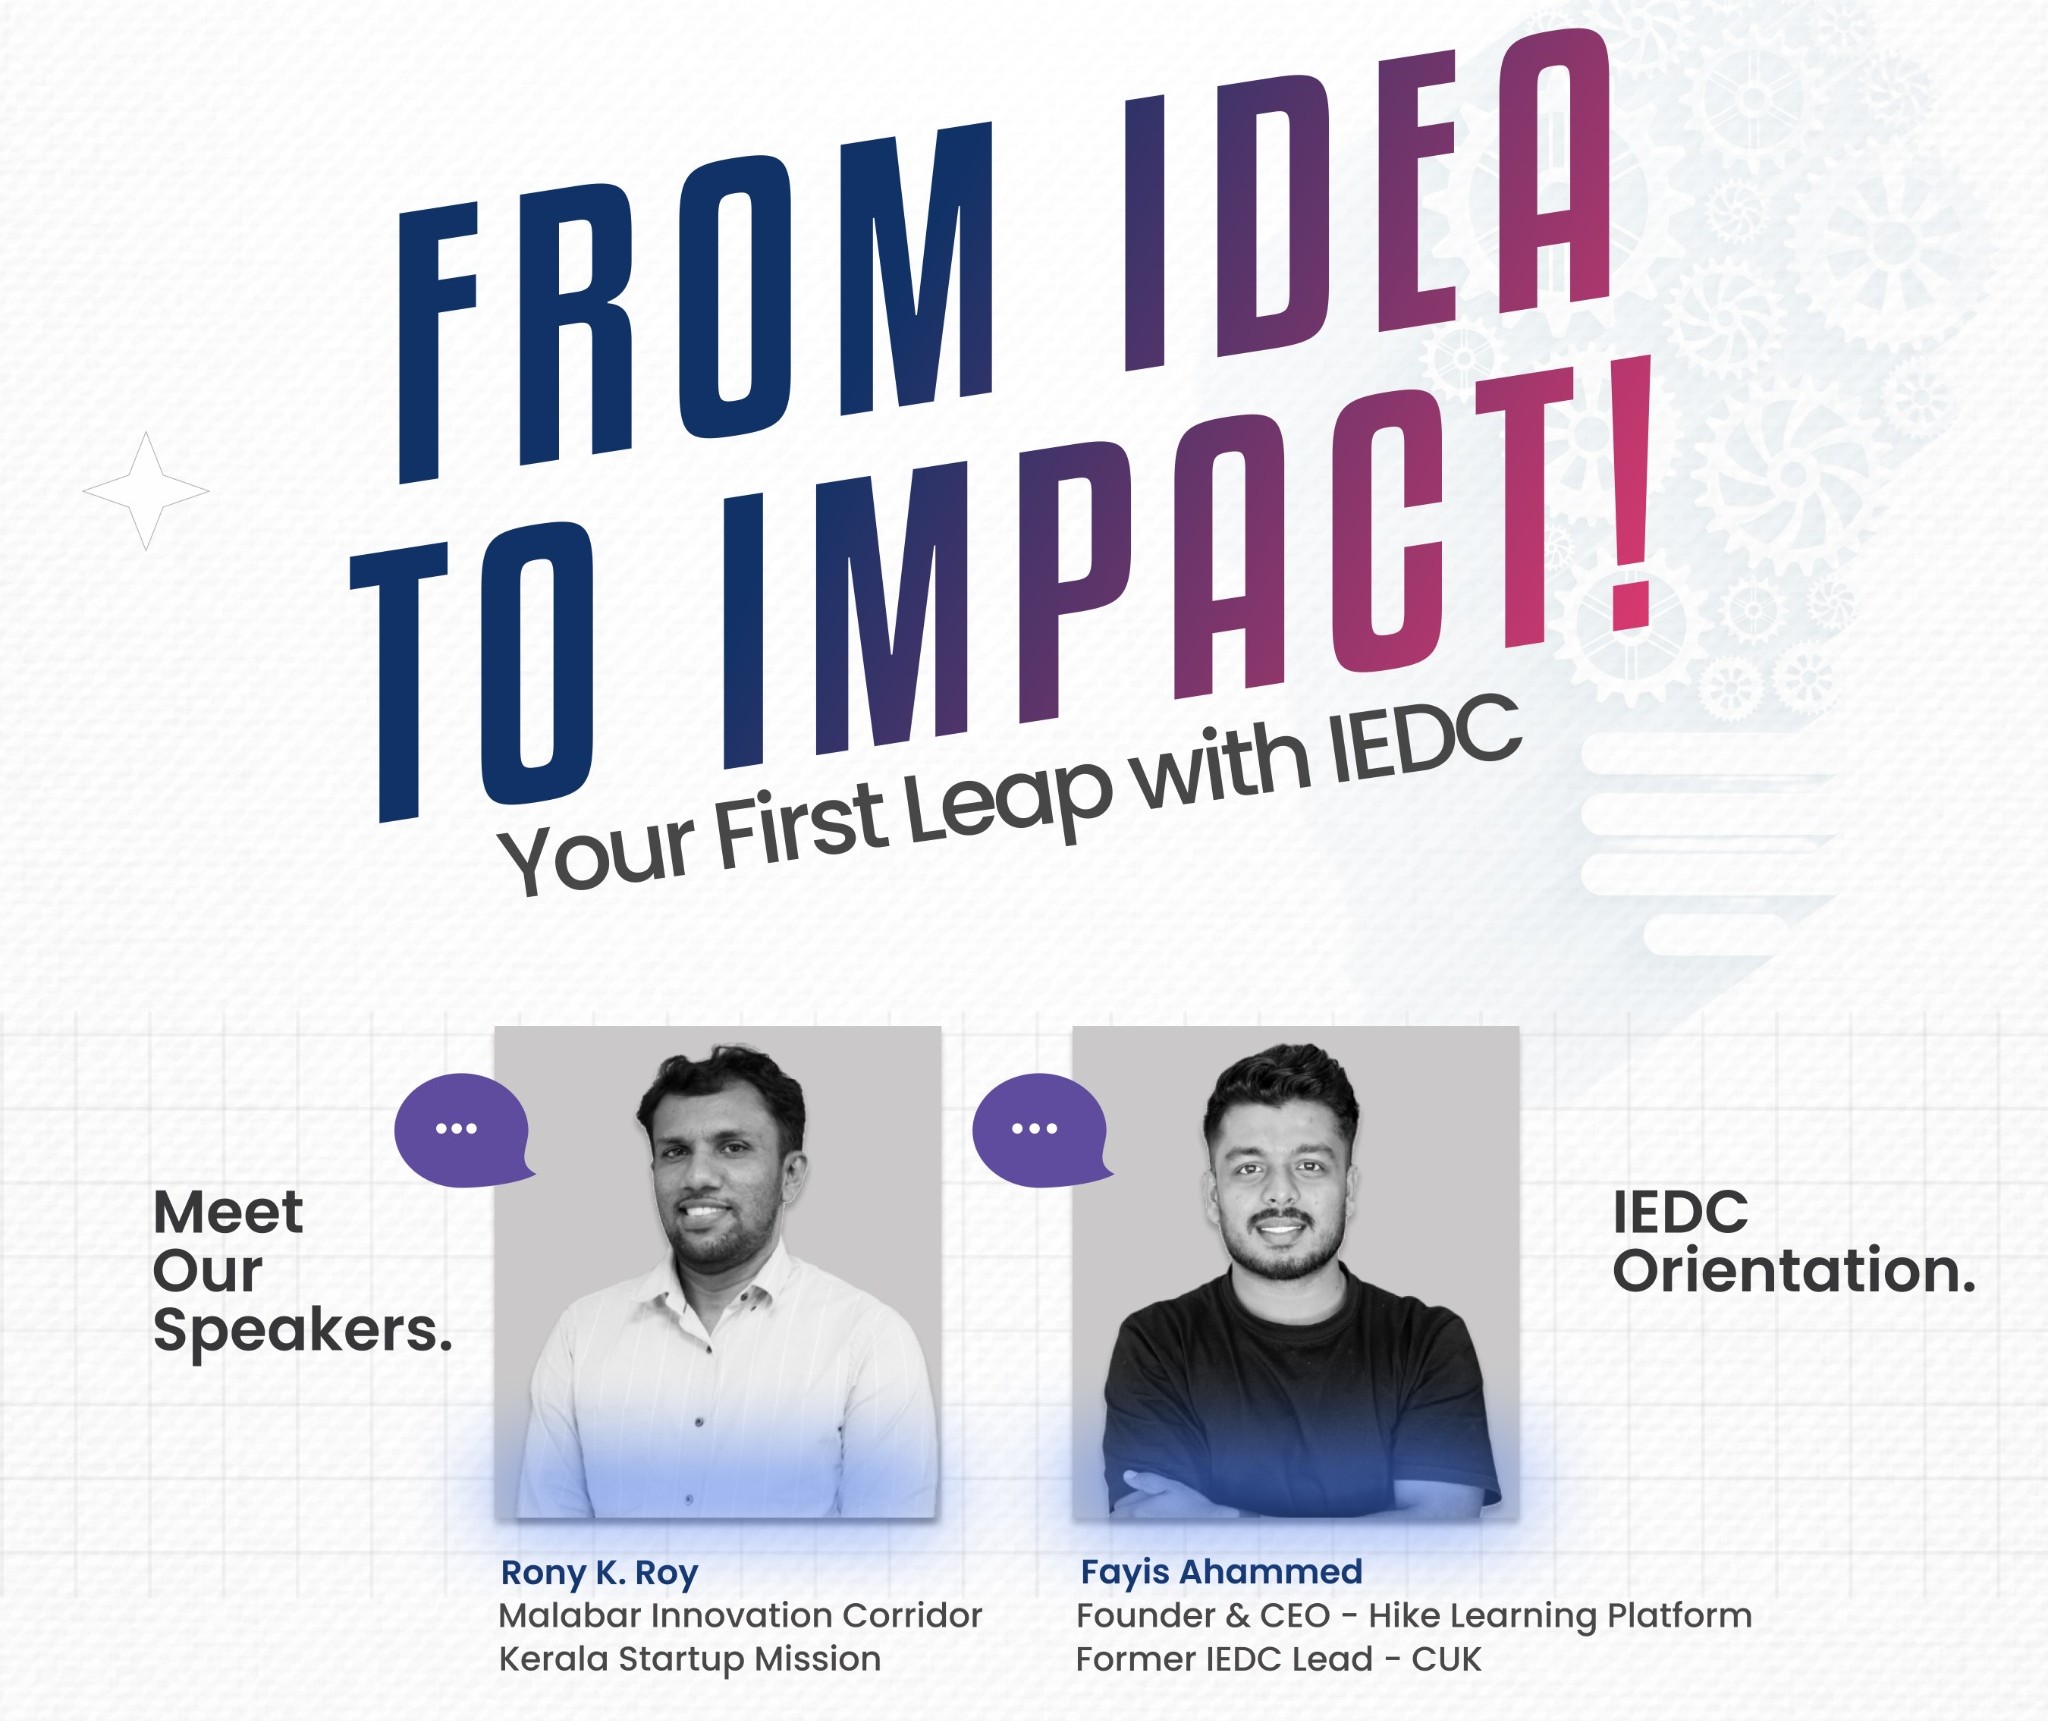 FROM IDEA
TO IMPACT!
Your First Leap with IEDC
Meet
Our
Speakers.
IEDC
Orientation.
Rony K. Roy
Malabar Innovation Corridor
Kerala Startup Mission
Fayis Ahammed
Founder & CEO - Hike Learning Platform
Former IEDC Lead - CUK